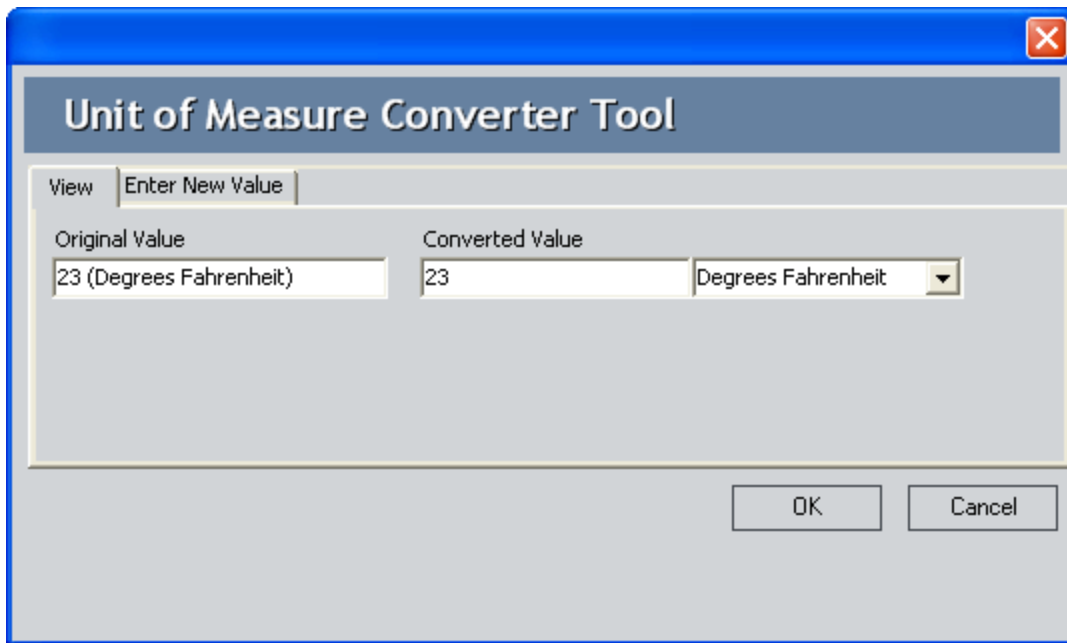 Unit of Measure Converter Tool
View
Enter New Value
Original Value
Converted Value
23 (Degrees Fahrenheit)
23
Degrees Fahrenheit
OK
Cancel